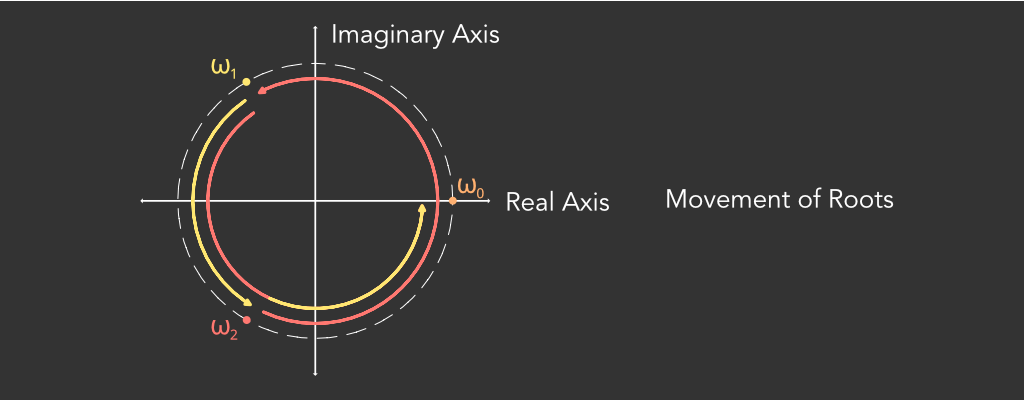 Imaginary Axis
ω₁
ω₀
Real Axis
Movement of Roots
ω₂